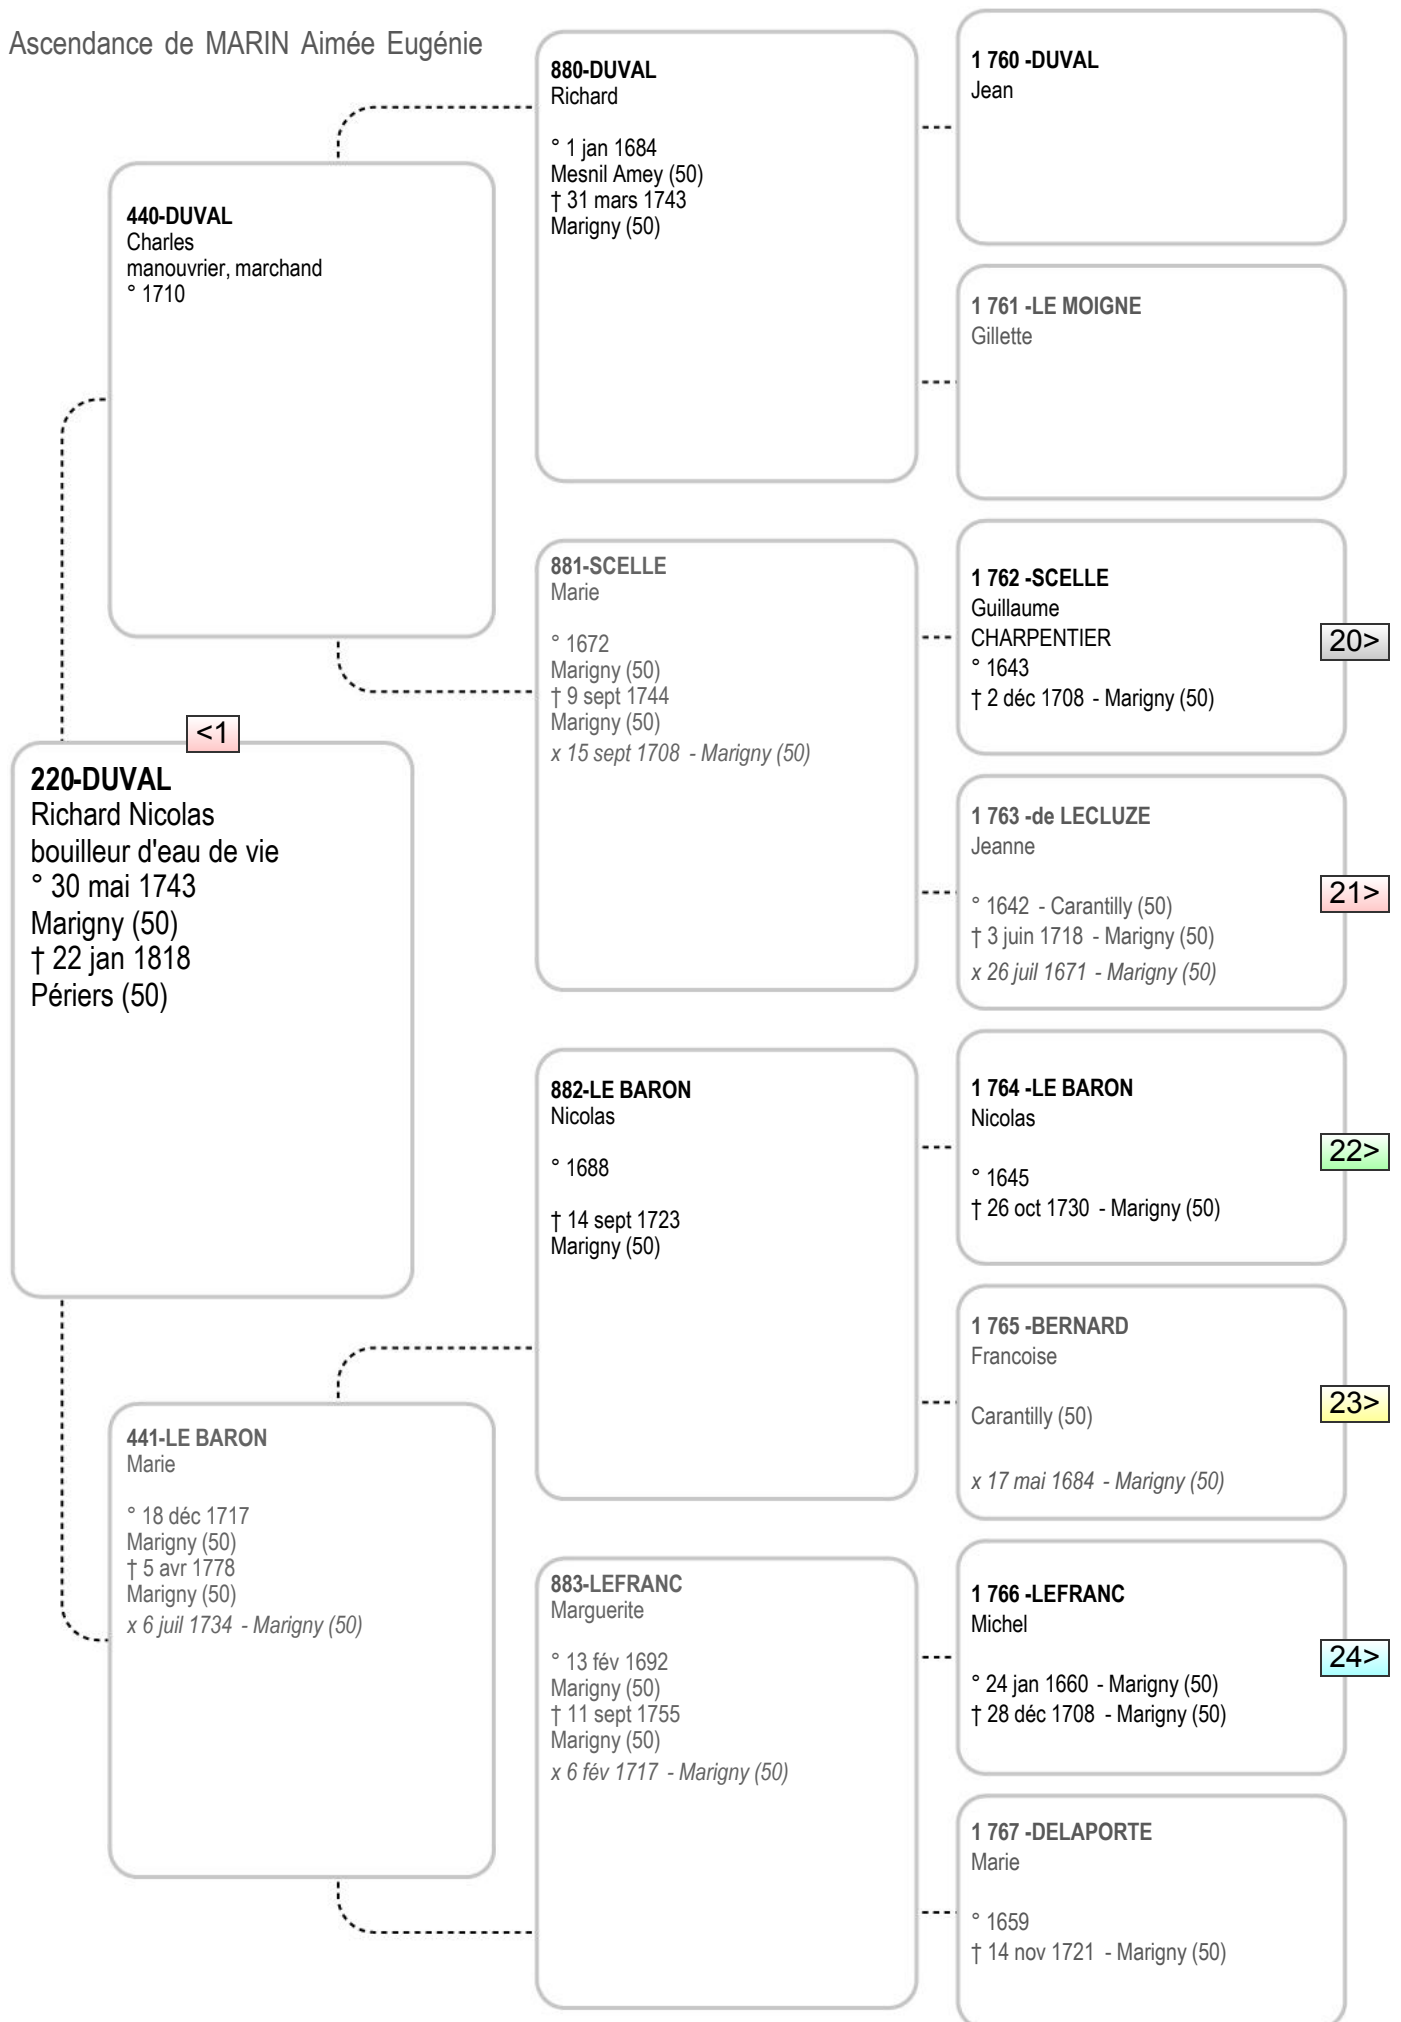 Ascendance de MARIN Aimée Eugénie
<1
220-DUVAL
Richard Nicolas
bouilleur d'eau de vie
° 30 mai 1743
Marigny (50)
† 22 jan 1818
Périers (50)
440-DUVAL
Charles
manouvrier, marchand
° 1710
441-LE BARON
Marie
° 18 déc 1717
Marigny (50)
† 5 avr 1778
Marigny (50)
x 6 juil 1734 - Marigny (50)
880-DUVAL
Richard
° 1 jan 1684
Mesnil Amey (50)
† 31 mars 1743
Marigny (50)
881-SCELLE
Marie
° 1672
Marigny (50)
† 9 sept 1744
Marigny (50)
x 15 sept 1708 - Marigny (50)
882-LE BARON
Nicolas
° 1688
† 14 sept 1723
Marigny (50)
883-LEFRANC
Marguerite
° 13 fév 1692
Marigny (50)
† 11 sept 1755
Marigny (50)
x 6 fév 1717 - Marigny (50)
1 760 -DUVAL
Jean
1 761 -LE MOIGNE
Gillette
1 762 -SCELLE
Guillaume
CHARPENTIER
° 1643
† 2 déc 1708 - Marigny (50)
20>
1 763 -de LECLUZE
Jeanne
° 1642 - Carantilly (50)
† 3 juin 1718 - Marigny (50)
x 26 juil 1671 - Marigny (50)
21>
1 764 -LE BARON
Nicolas
° 1645
† 26 oct 1730 - Marigny (50)
22>
1 765 -BERNARD
Francoise
Carantilly (50)
x 17 mai 1684 - Marigny (50)
23>
1 766 -LEFRANC
Michel
° 24 jan 1660 - Marigny (50)
† 28 déc 1708 - Marigny (50)
24>
1 767 -DELAPORTE
Marie
° 1659
† 14 nov 1721 - Marigny (50)